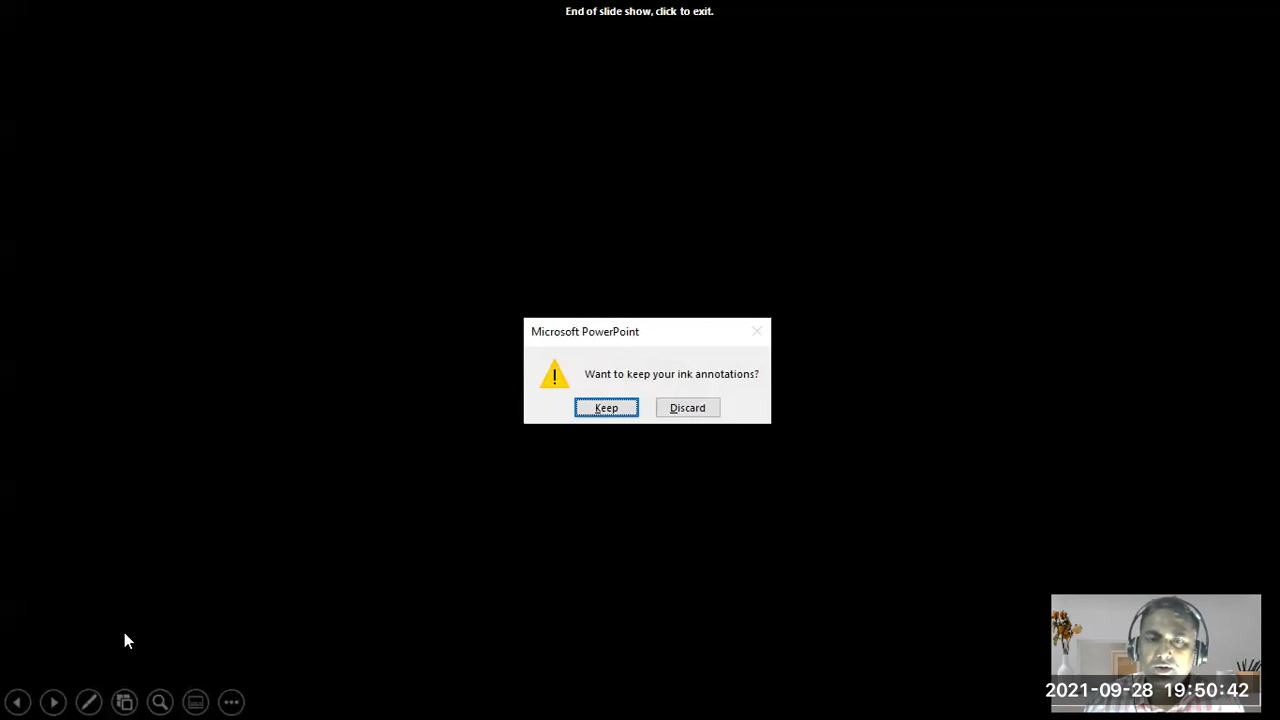 End of slide show, click to exit.
Microsoft PowerPoint
Want to keep your ink annotations?
Keep
Discard
2021-09-28 19:50:42